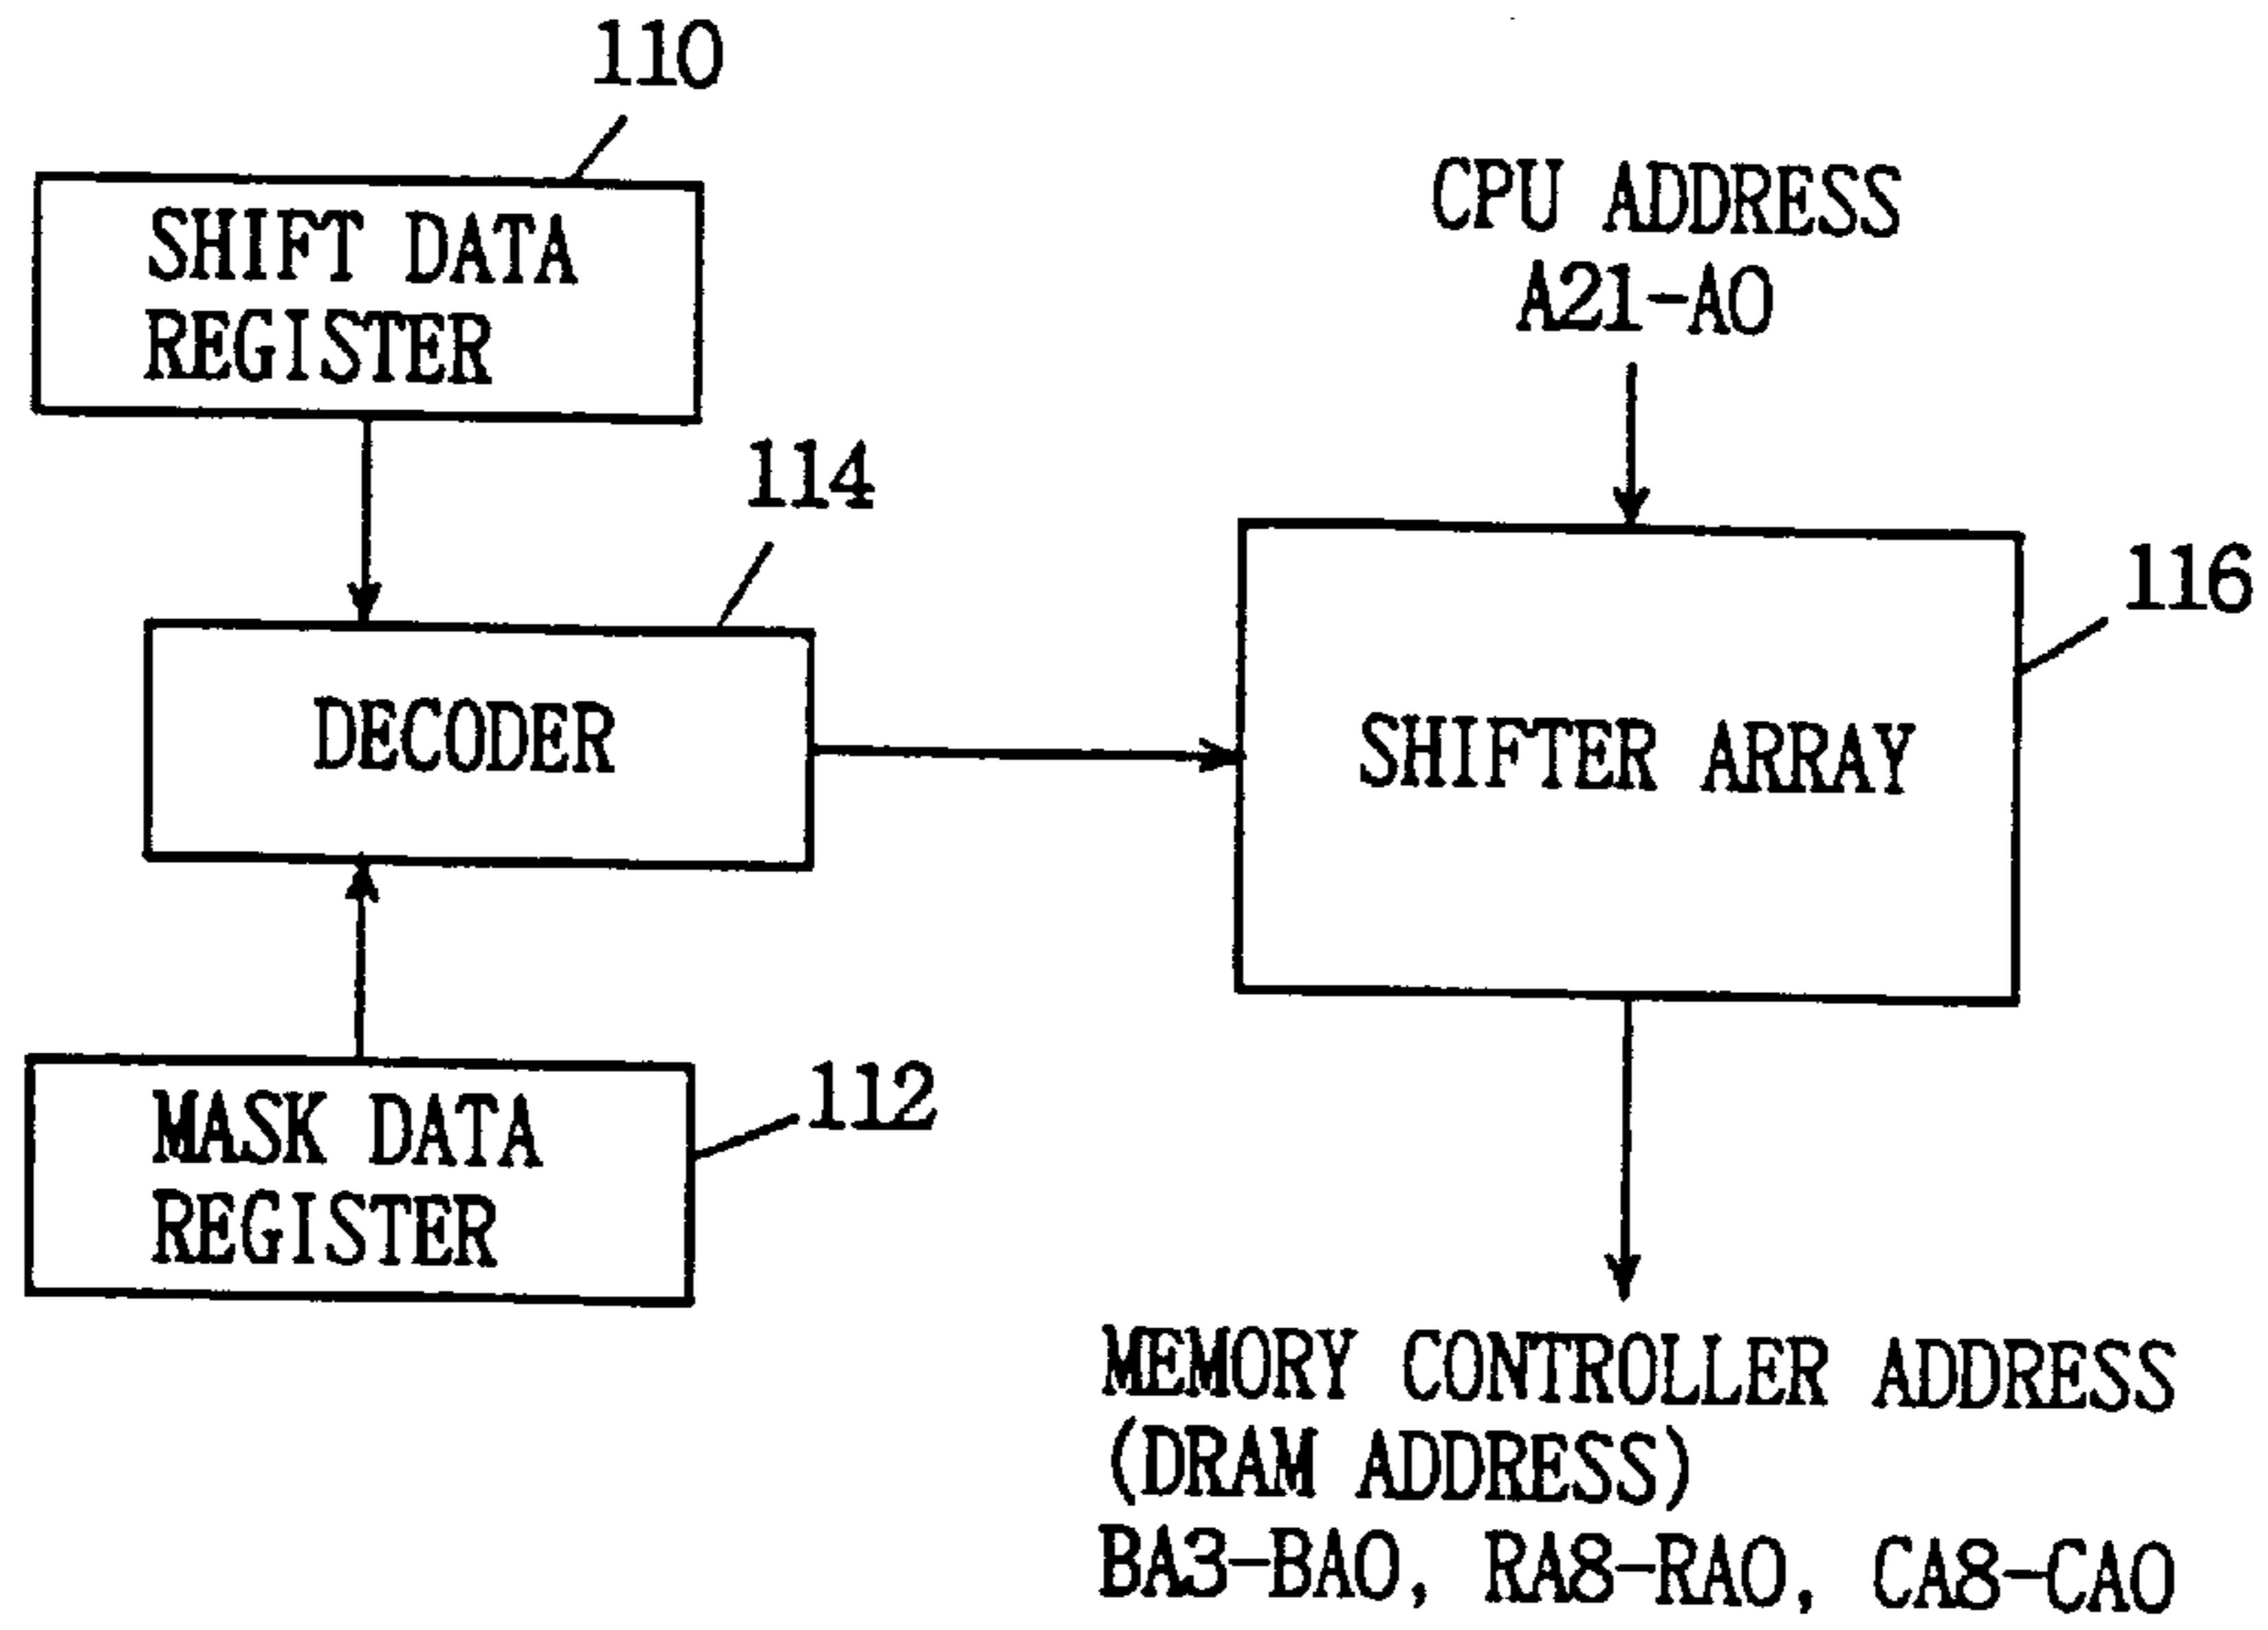 110
SHIFT DATA
REGISTER
CPU ADDRESS
A21-A0
114
DECODER
116
SHIFTER ARRAY
112
MASK DATA
REGISTER
MEMORY CONTROLLER ADDRESS
(DRAM ADDRESS)
BA3-BA0, RA8-RA0, CA8-CA0